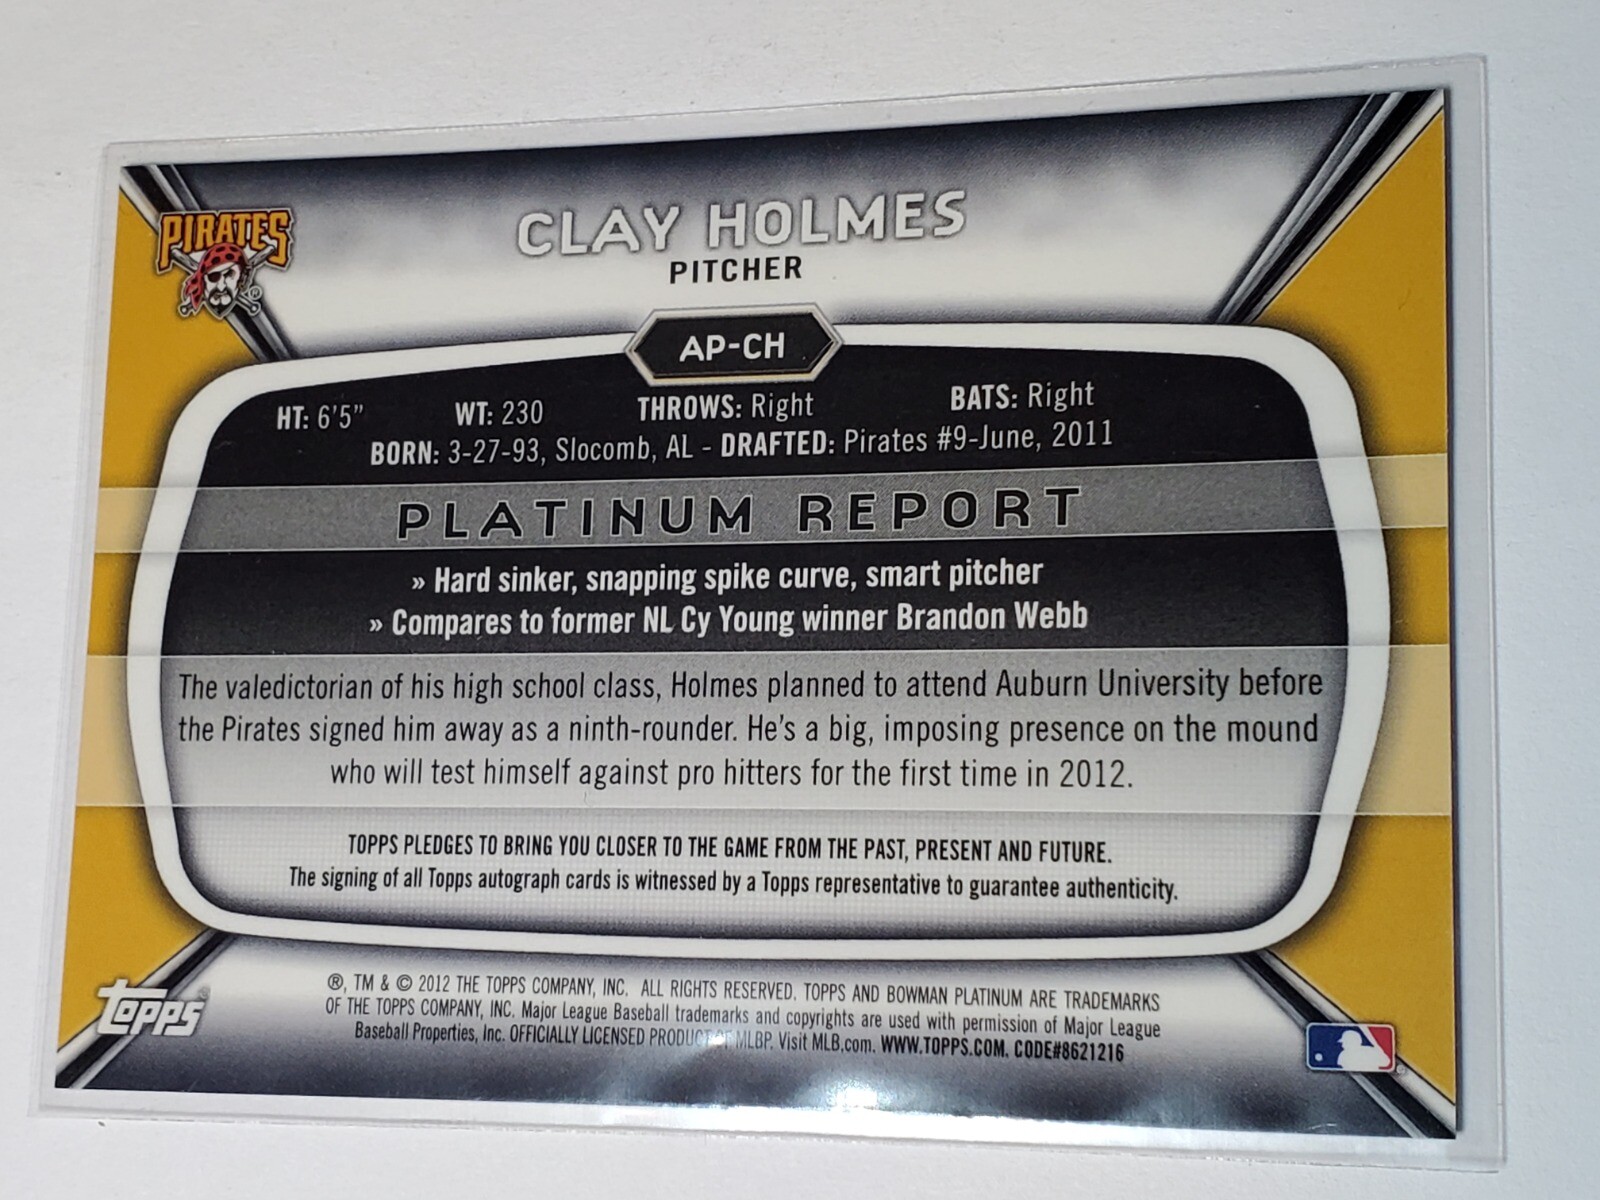 PIRATES
®
CLAY HOLMES
PITCHER
AP-CH
HT: 6'5" WT: 230 THROWS: Right BATS: Right
BORN: 3-27-93, Slocomb, AL - DRAFTED: Pirates #9-June, 2011
PLATINUM REPORT
» Hard sinker, snapping spike curve, smart pitcher
» Compares to former NL Cy Young winner Brandon Webb
The valedictorian of his high school class, Holmes planned to attend Auburn University before
the Pirates signed him away as a ninth-rounder. He's a big, imposing presence on the mound
who will test himself against pro hitters for the first time in 2012.
TOPPS PLEDGES TO BRING YOU CLOSER TO THE GAME FROM THE PAST, PRESENT AND FUTURE.
The signing of all Topps autograph cards is witnessed by a Topps representative to guarantee authenticity.
®, TM & © 2012 THE TOPPS COMPANY, INC. ALL RIGHTS RESERVED. TOPPS AND BOWMAN PLATINUM ARE TRADEMARKS
OF THE TOPPS COMPANY, INC. Major League Baseball trademarks and copyrights are used with permission of Major League
Baseball Properties, Inc. OFFICIALLY LICENSED PRODUCT OF MLBP. Visit MLB.com. WWW.TOPPS.COM. CODE#8621216
TOPPS